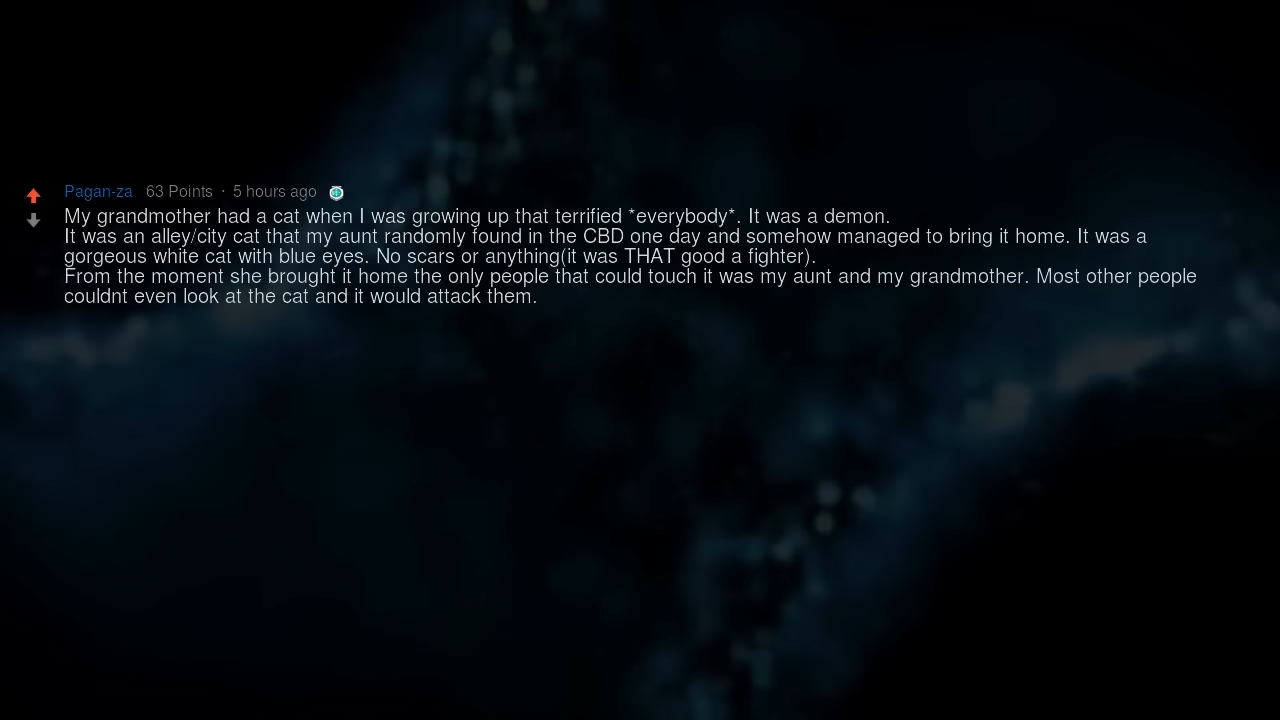 Pagan-za 63 Points · 5 hours ago
My grandmother had a cat when I was growing up that terrified *everybody*. It was a demon.
It was an alley/city cat that my aunt randomly found in the CBD one day and somehow managed to bring it home. It was a
gorgeous white cat with blue eyes. No scars or anything(it was THAT good a fighter).
From the moment she brought it home the only people that could touch it was my aunt and my grandmother. Most other people
couldnt even look at the cat and it would attack them.